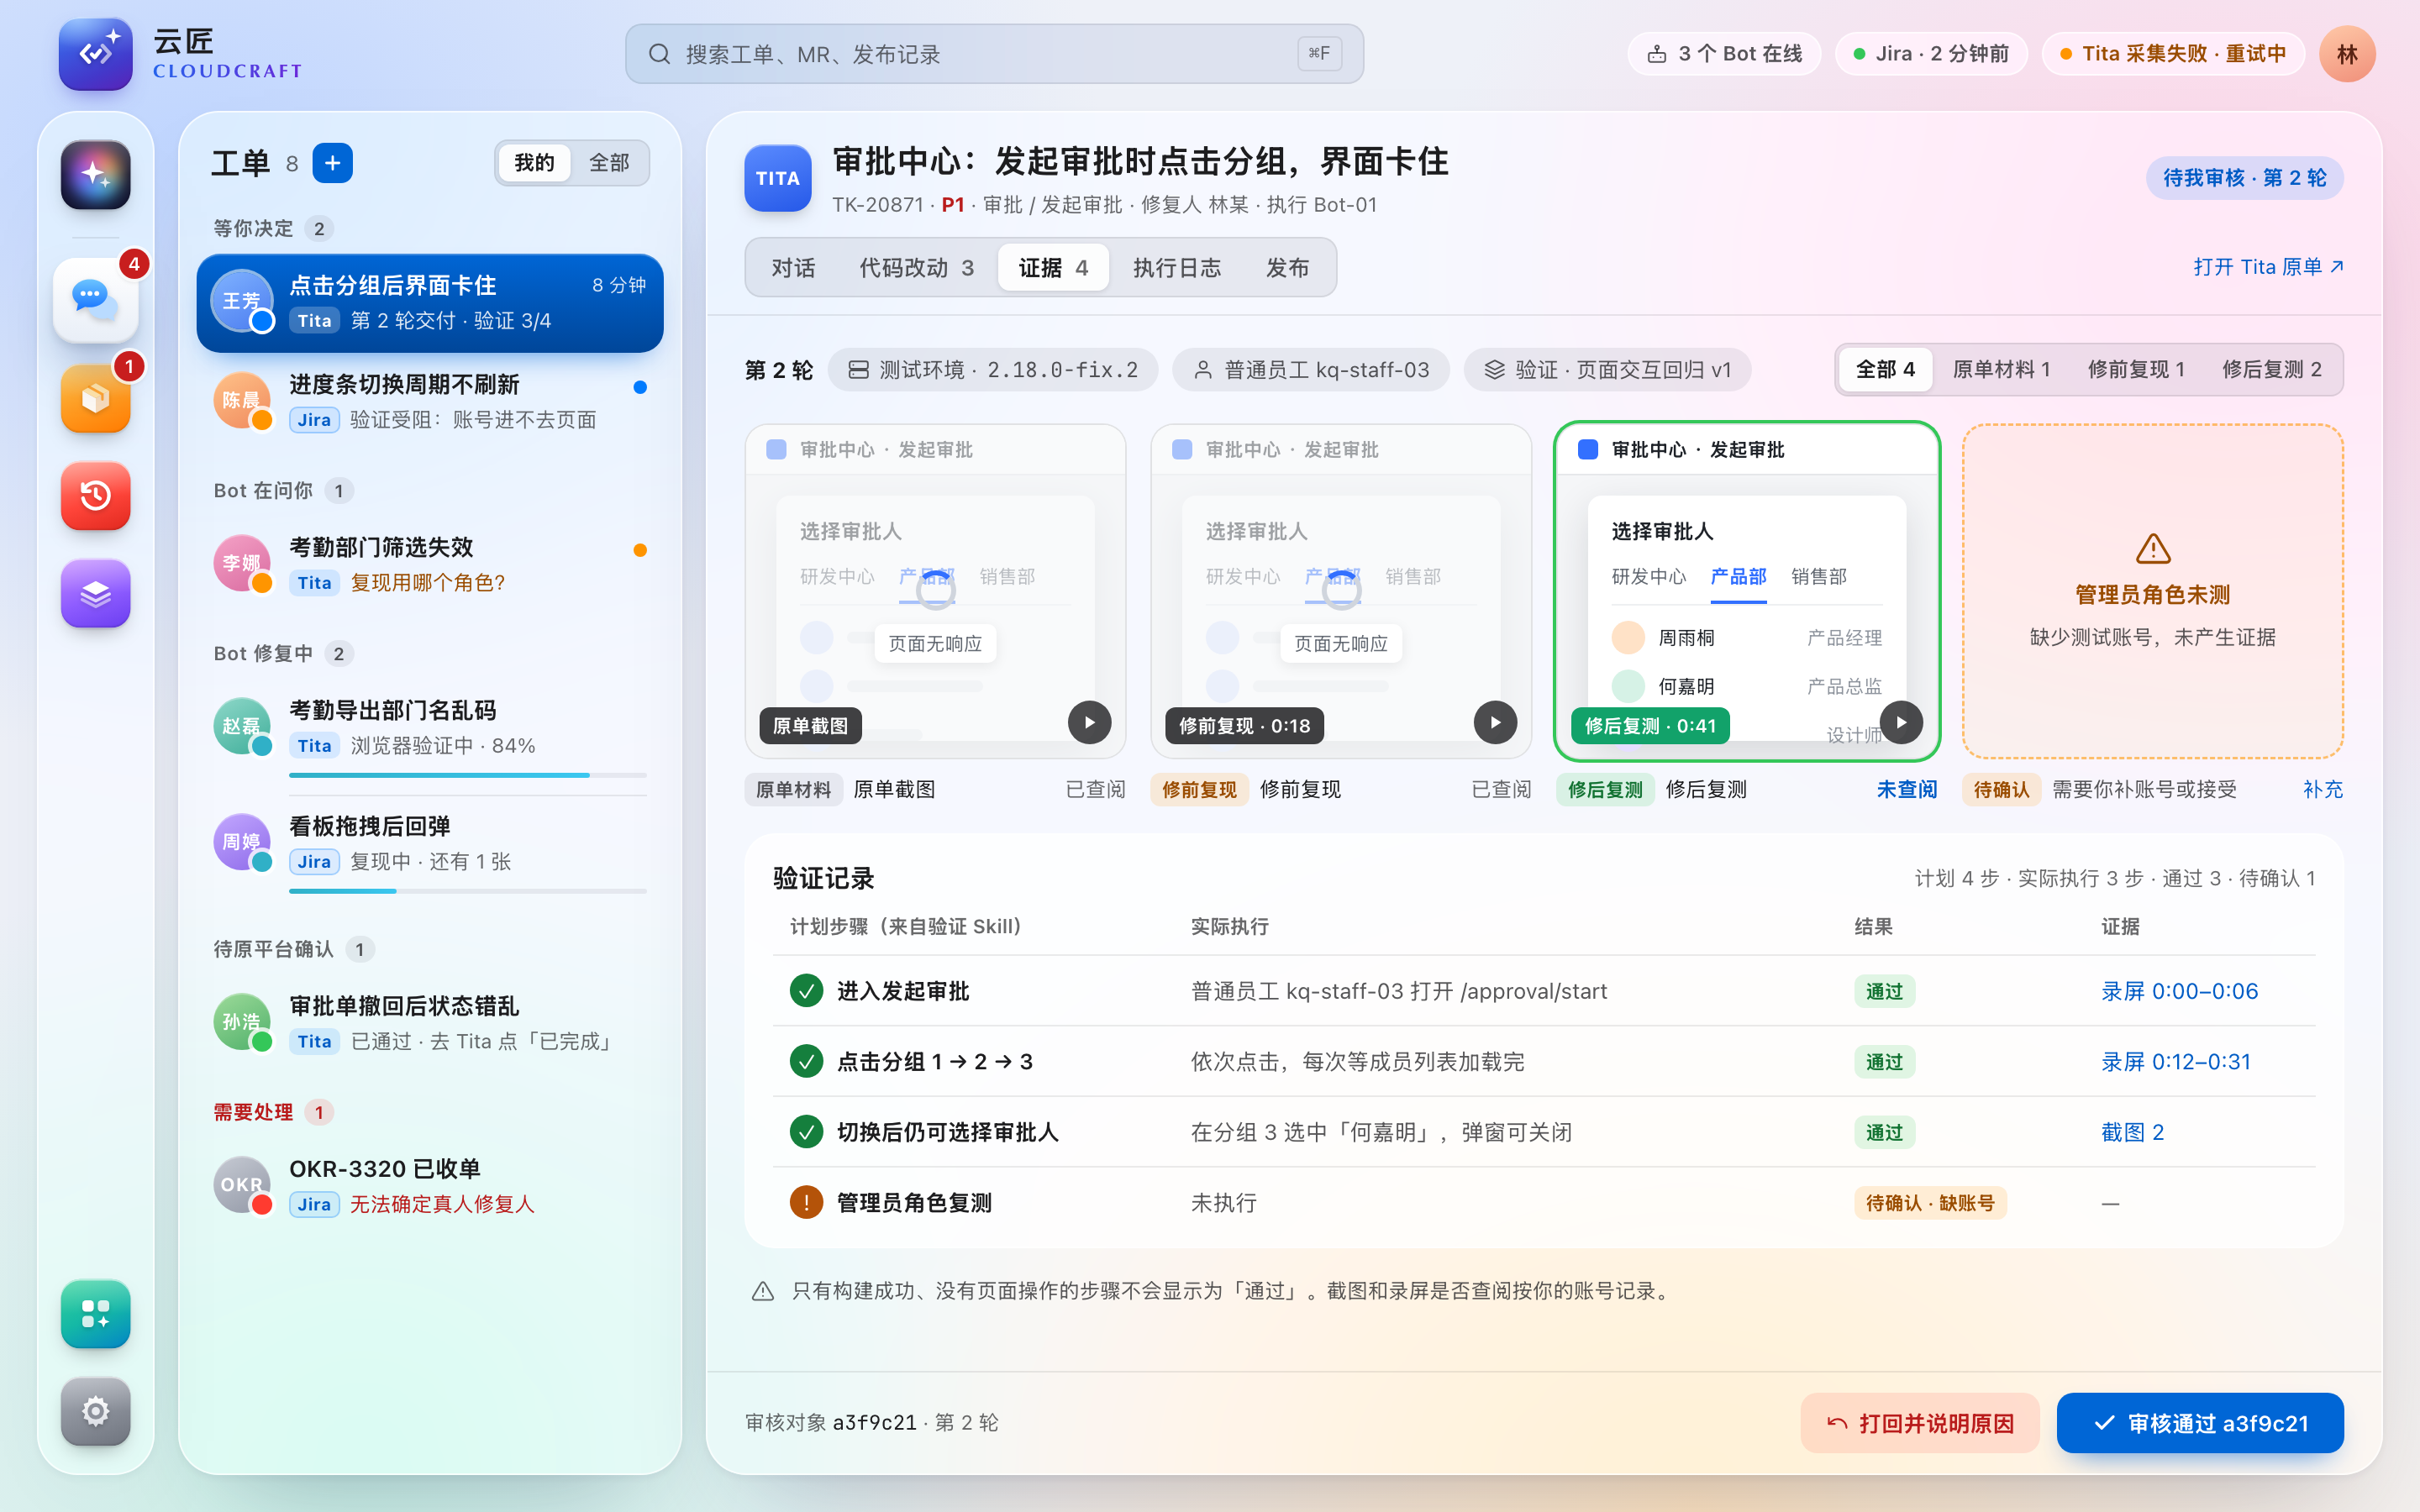 云匠
CLOUDCRAFT
搜索工单、MR、发布记录
⌘F
3 个 Bot 在线
Jira · 2 分钟前
Tita 采集失败 · 重试中
林
4
1
工单 8
我的 全部
等你决定 2
王芳
点击分组后界面卡住
8 分钟
Tita 第 2 轮交付 · 验证 3/4
陈晨
进度条切换周期不刷新
Jira 验证受阻：账号进不去页面
Bot 在问你 1
李娜
考勤部门筛选失效
Tita 复现用哪个角色？
Bot 修复中 2
赵磊
考勤导出部门名乱码
Tita 浏览器验证中 · 84%
周婷
看板拖拽后回弹
Jira 复现中 · 还有 1 张
待原平台确认 1
孙浩
审批单撤回后状态错乱
Tita 已通过 · 去 Tita 点「已完成」
需要处理 1
OKR
OKR-3320 已收单
Jira 无法确定真人修复人
TITA
审批中心：发起审批时点击分组，界面卡住
TK-20871 · P1 · 审批 / 发起审批 · 修复人 林某 · 执行 Bot-01
待我审核 · 第 2 轮
对话 代码改动 3 证据 4 执行日志 发布
打开 Tita 原单
第 2 轮
测试环境 · 2.18.0-fix.2
普通员工 kq-staff-03
验证 · 页面交互回归 v1
全部 4 原单材料 1 修前复现 1 修后复测 2
审批中心 · 发起审批
选择审批人
研发中心 产品部 销售部
页面无响应
原单截图
原单材料 原单截图 已查阅
审批中心 · 发起审批
选择审批人
研发中心 产品部 销售部
页面无响应
修前复现 · 0:18
修前复现 修前复现 已查阅
审批中心 · 发起审批
选择审批人
研发中心 产品部 销售部
周雨桐 产品经理
何嘉明 产品总监
设计师
修后复测 · 0:41
修后复测 修后复测 未查阅
管理员角色未测
缺少测试账号，未产生证据
待确认 需要你补账号或接受 补充
验证记录
计划 4 步 · 实际执行 3 步 · 通过 3 · 待确认 1
计划步骤（来自验证 Skill） 实际执行 结果 证据
进入发起审批 普通员工 kq-staff-03 打开 /approval/start 通过 录屏 0:00–0:06
点击分组 1 → 2 → 3 依次点击，每次等成员列表加载完 通过 录屏 0:12–0:31
切换后仍可选择审批人 在分组 3 选中「何嘉明」，弹窗可关闭 通过 截图 2
管理员角色复测 未执行 待确认 · 缺账号 —
只有构建成功、没有页面操作的步骤不会显示为「通过」。截图和录屏是否查阅按你的账号记录。
审核对象 a3f9c21 · 第 2 轮
打回并说明原因
审核通过 a3f9c21